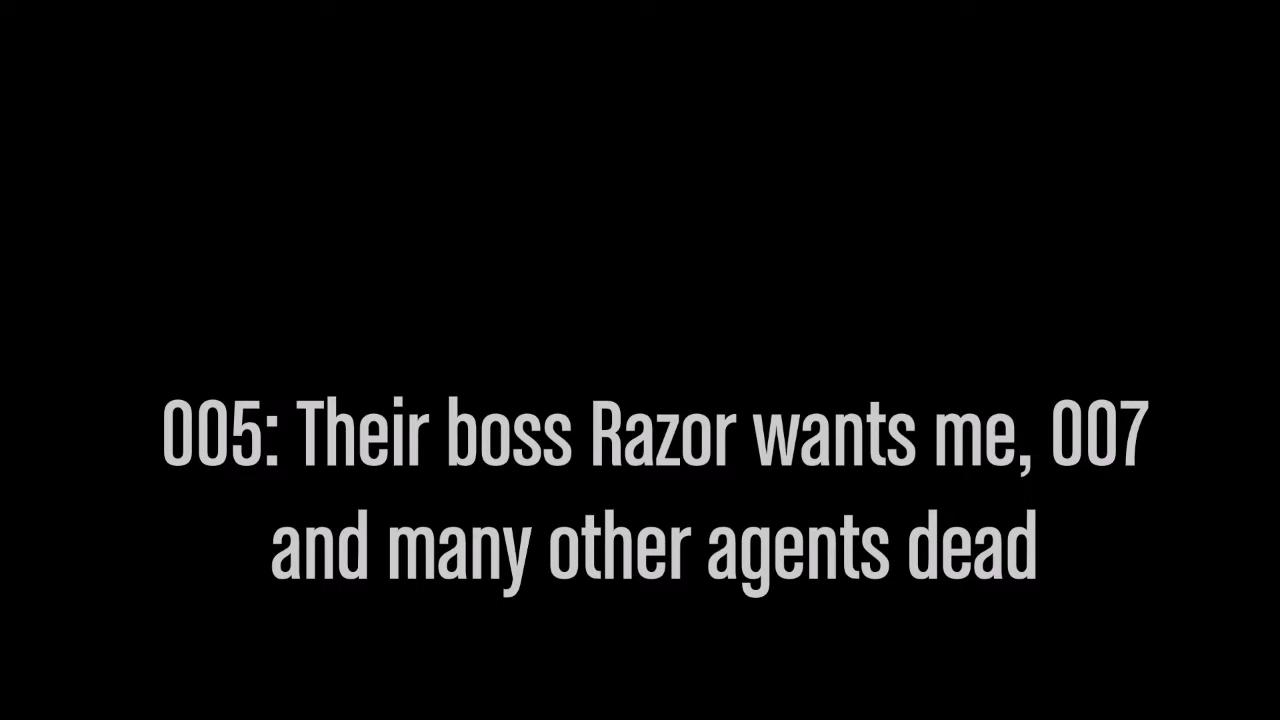 005: Their boss Razor wants me, 007
and many other agents dead